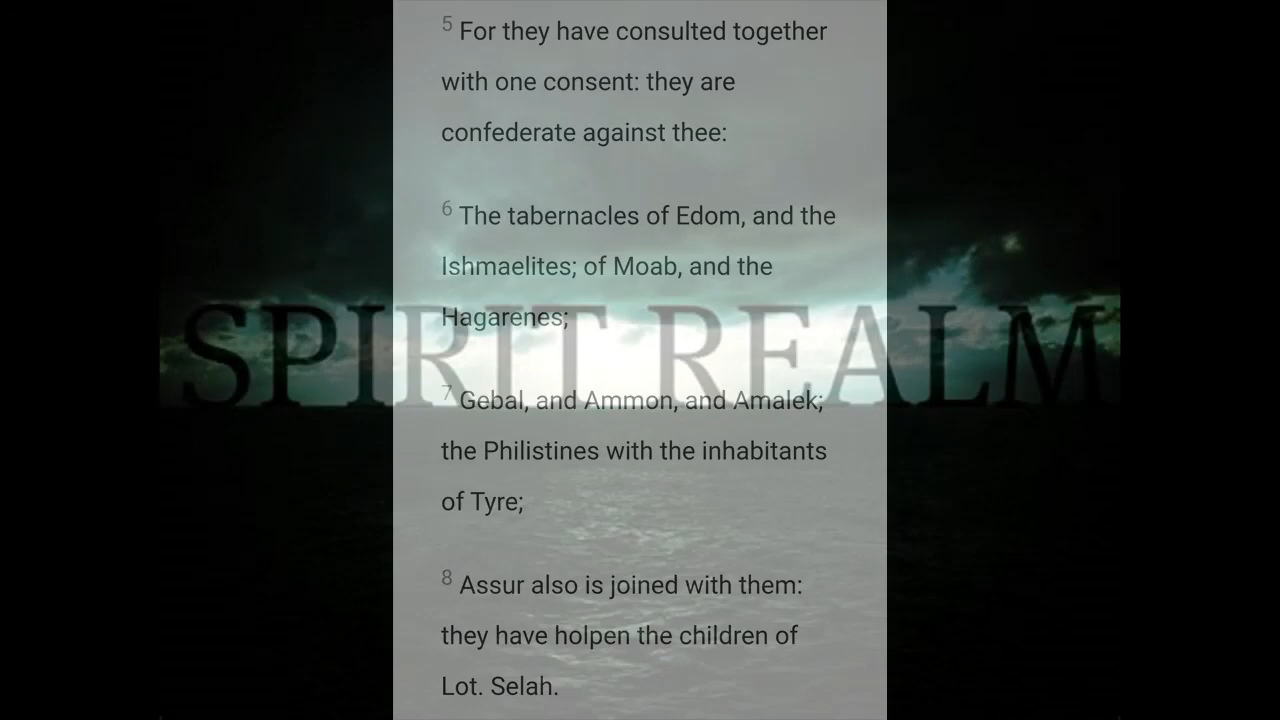 5 For they have consulted together
with one consent: they are
confederate against thee:
6 The tabernacles of Edom, and the
Ishmaelites; of Moab, and the
Hagarenes;
SPIRIT REALM
7 Gebal, and Ammon, and Amalek;
the Philistines with the inhabitants
of Tyre;
8 Assur also is joined with them:
they have holpen the children of
Lot. Selah.